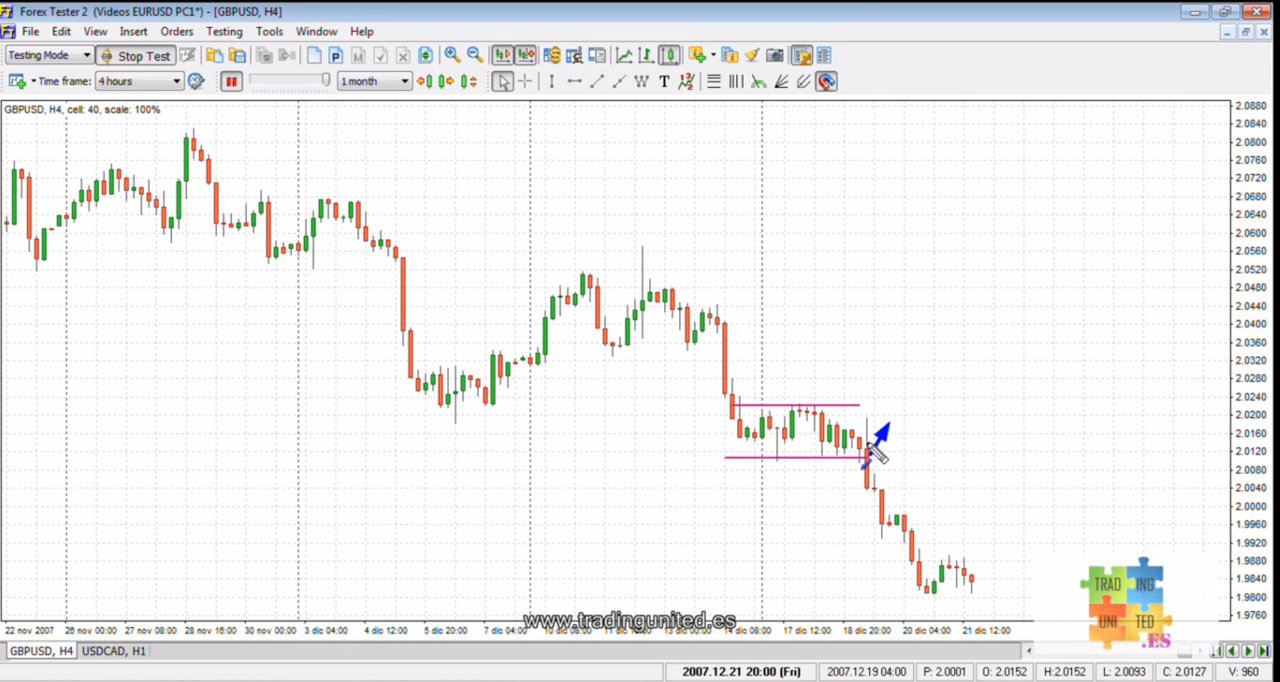 Forex Tester 2 (Videos EURUSD PC1*) - [GBPUSD, H4]
File Edit View Insert Orders Testing Tools Window Help
Testing Mode Stop Test
Time frame: 4 hours 1 month
GBPUSD, H4, cell: 40, scale: 100%
2.0880
2.0840
2.0800
2.0760
2.0720
2.0680
2.0640
2.0600
2.0560
2.0520
2.0480
2.0440
2.0400
2.0360
2.0320
2.0280
2.0240
2.0200
2.0160
2.0120
2.0080
2.0040
2.0000
1.9960
1.9920
1.9880
1.9840
1.9800
1.9760
TRAD ING
UNI TED
.ES
www.tradingunited.es
22 nov 2007 26 nov 00:00 27 nov 08:00 28 nov 16:00 30 nov 00:00 3 dic 04:00 4 dic 12:00 5 dic 20:00 7 dic 04:00 14 dic 08:00 17 dic 12:00 18 dic 20:00 20 dic 04:00 21 dic 12:00
GBPUSD, H4 USDCAD, H1
2007.12.21 20:00 (Fri) 2007.12.19 04:00 P: 2.0001 O: 2.0152 H:2.0152 L: 2.0093 C: 2.0127 V: 960